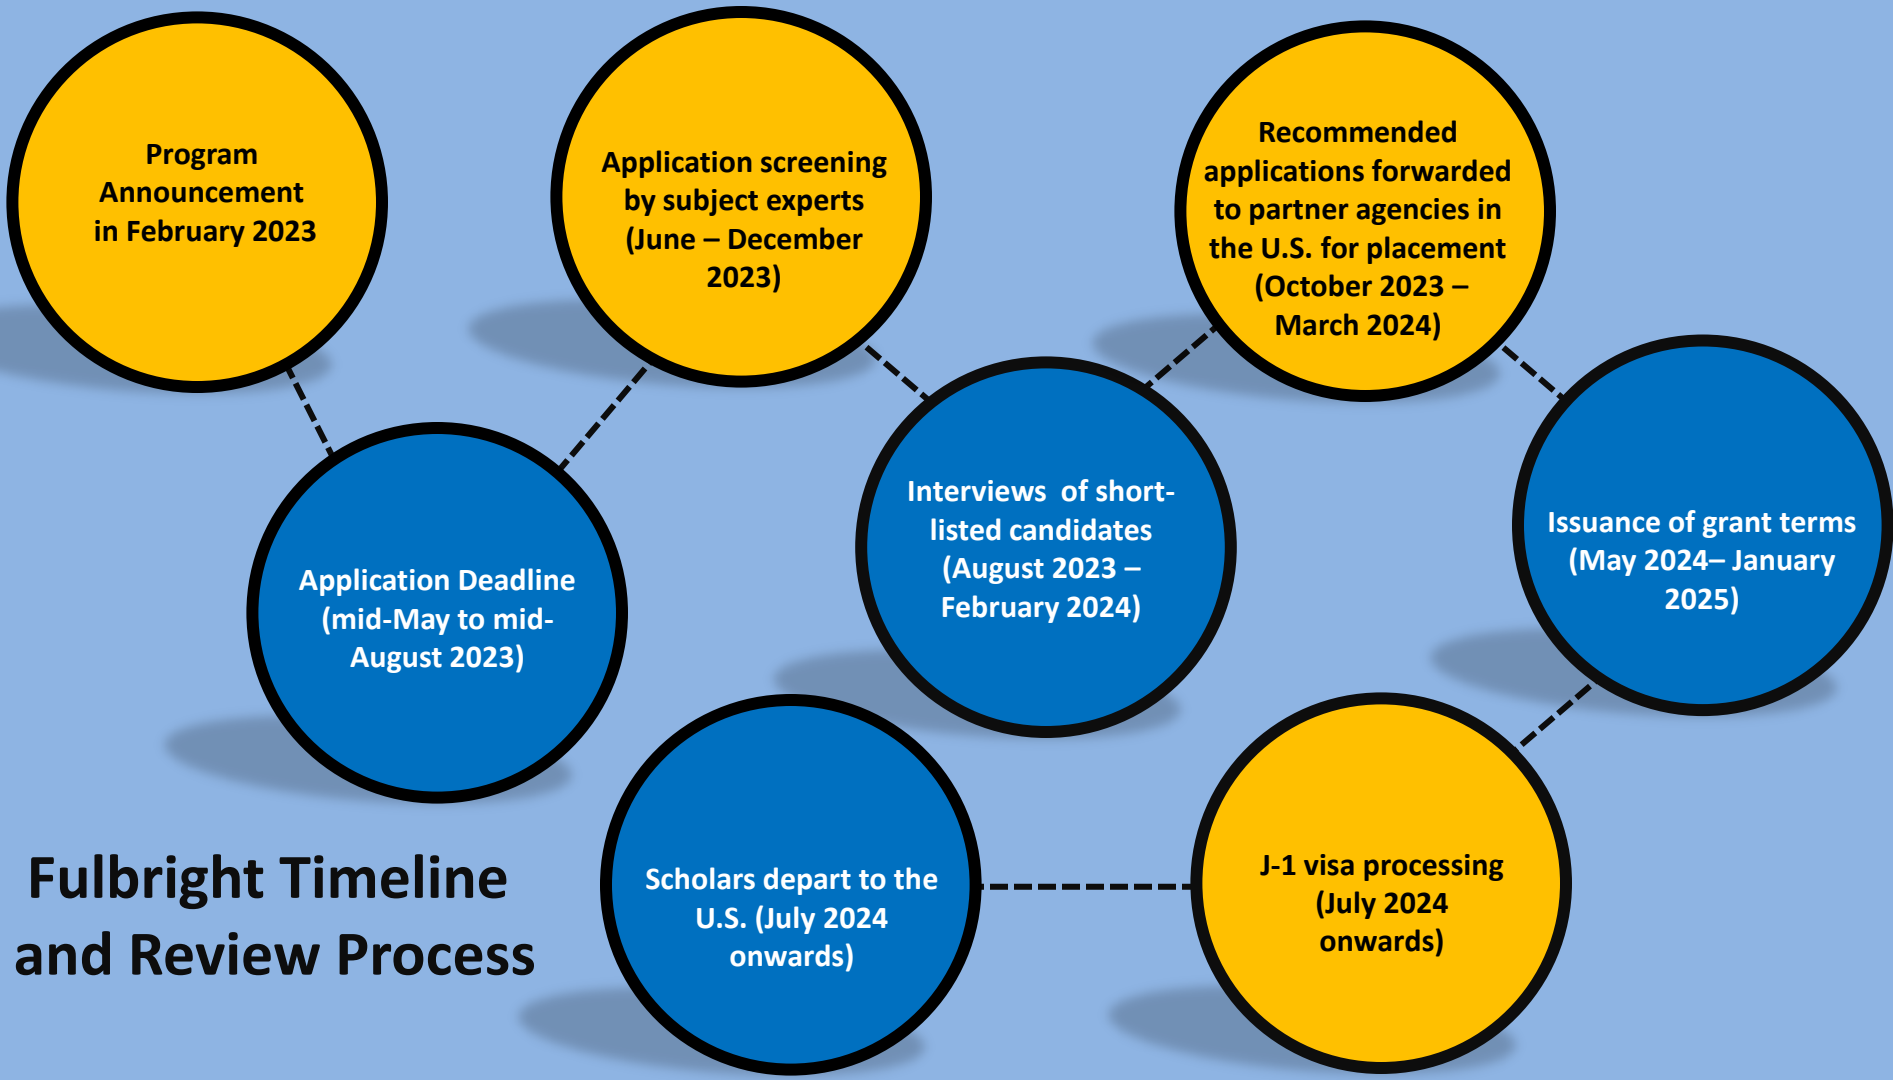 Program
Announcement
in February 2023
Application Deadline
(mid-May to mid-
August 2023)
Application screening
by subject experts
(June – December
2023)
Interviews  of short-
listed candidates
(August 2023 –
February 2024)
Recommended
applications forwarded
to partner agencies in
the U.S. for placement
(October 2023 –
March 2024)
Issuance of grant terms
(May 2024– January
2025)
J-1 visa processing
(July 2024
onwards)
Scholars depart to the
U.S. (July 2024
onwards)
Fulbright Timeline
and Review Process